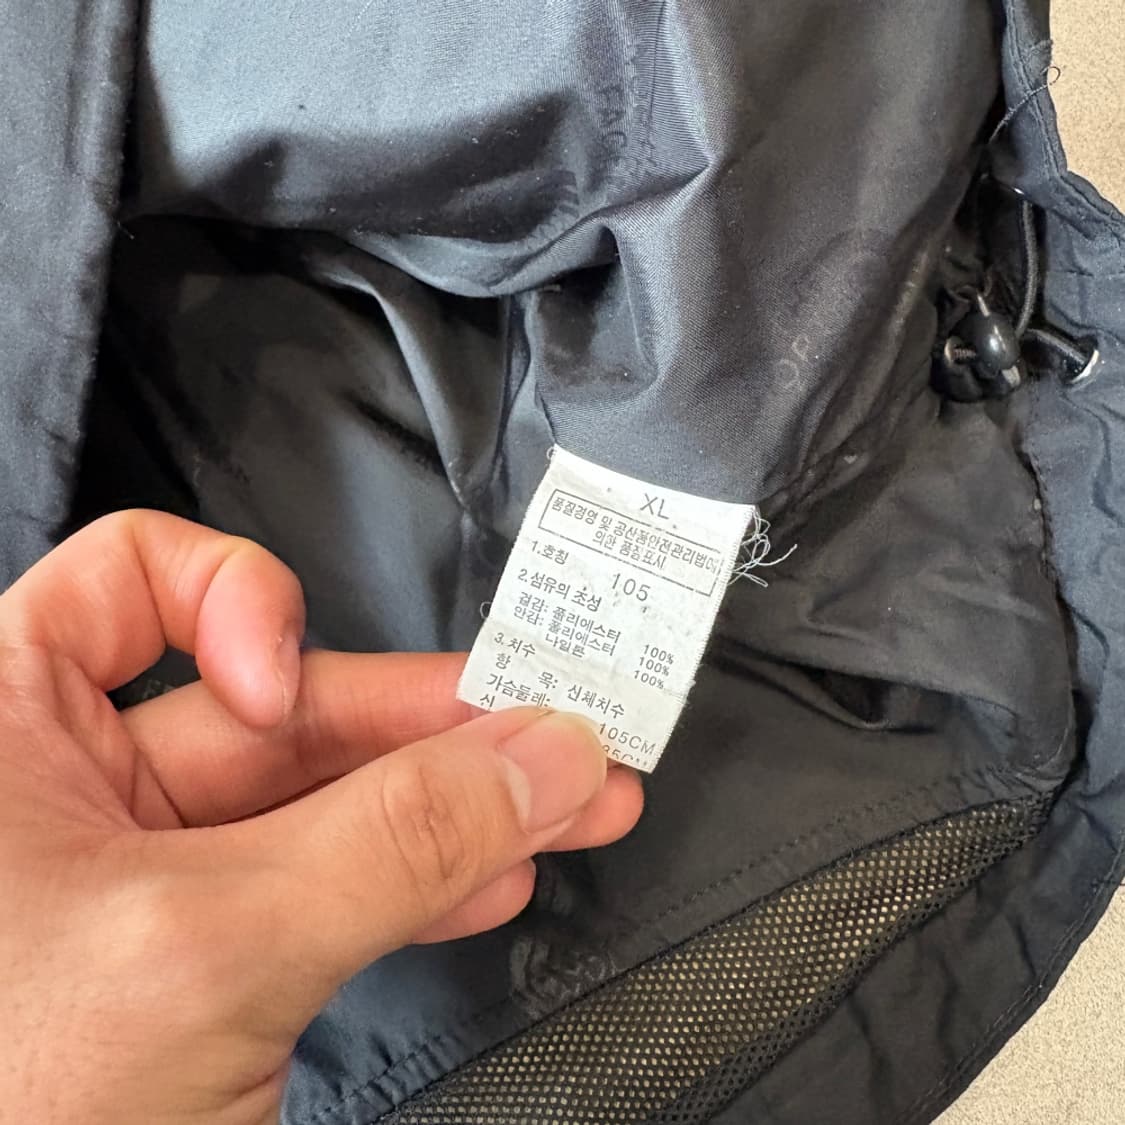 XL
품질경영 및 공산품안전관리법에
의한 품질표시
1.호칭 105
2.섬유의 조성
겉감: 폴리에스터 100%
안감: 폴리에스터 100%
나일론 100%
3.치수
항 목: 신체치수
가슴둘레: 105CM
신